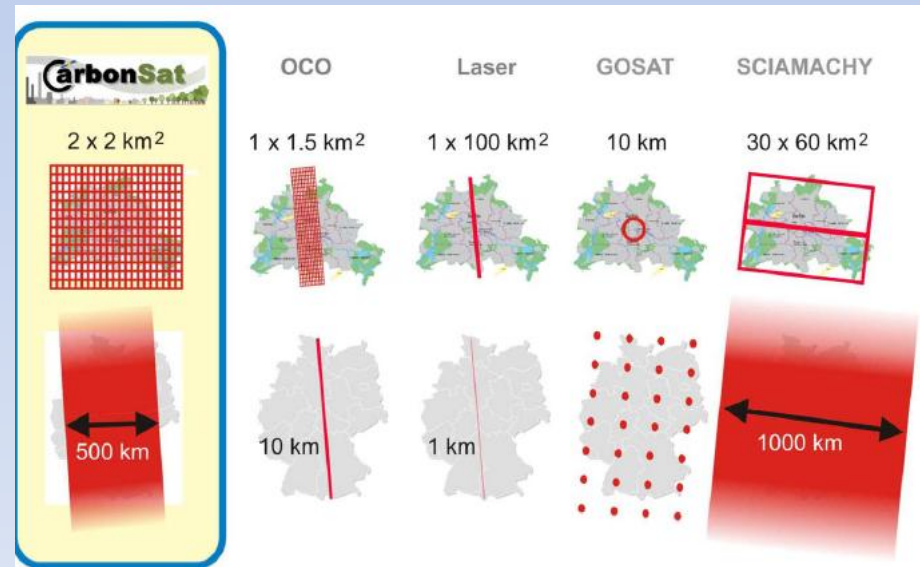 CarbonSat
OCO
Laser
GOSAT
SCIAMACHY
2 x 2 km²
1 x 1.5 km²
1 x 100 km²
10 km
30 x 60 km²
500 km
10 km
1 km
1000 km